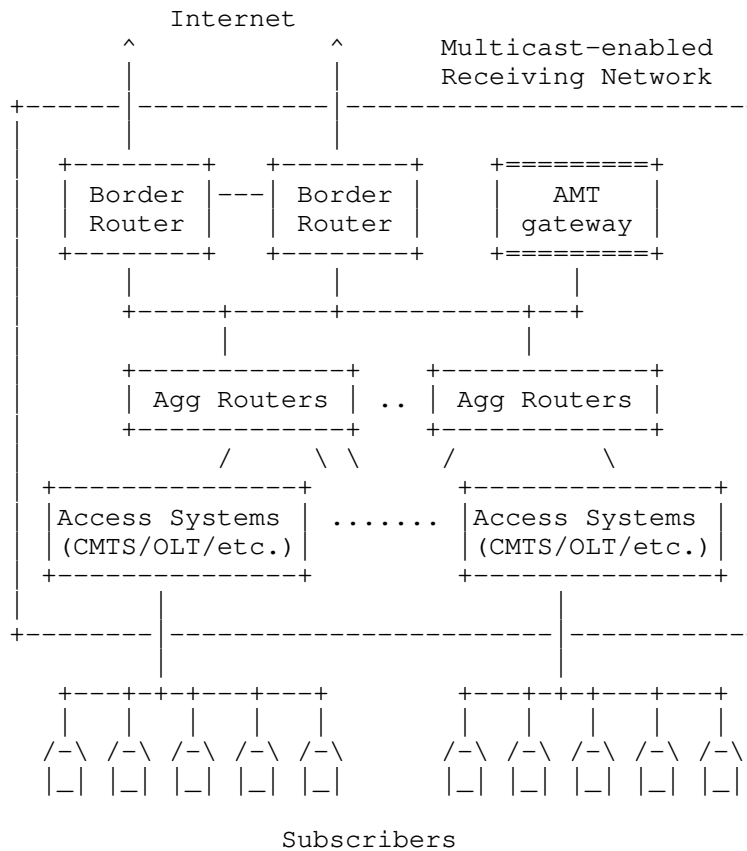 Internet
Multicast-enabled
Receiving Network
Border Border AMT
Router Router gateway
Agg Routers .. Agg Routers
Access Systems ....... Access Systems
(CMTS/OLT/etc.) (CMTS/OLT/etc.)
Subscribers